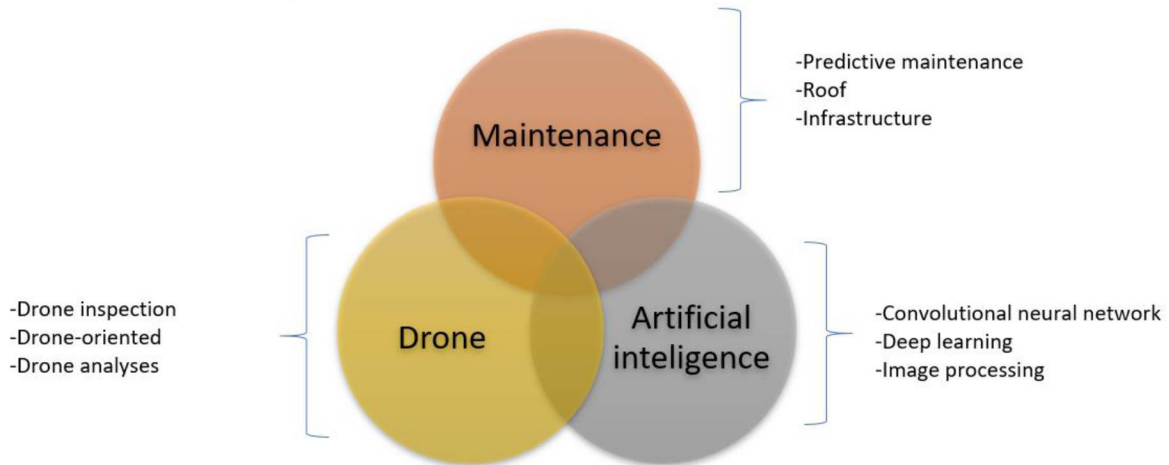 -Predictive maintenance
-Roof
-Infrastructure
Maintenance
-Drone inspection
-Drone-oriented
-Drone analyses
Drone
Artificial
inteligence
-Convolutional neural network
-Deep learning
-Image processing